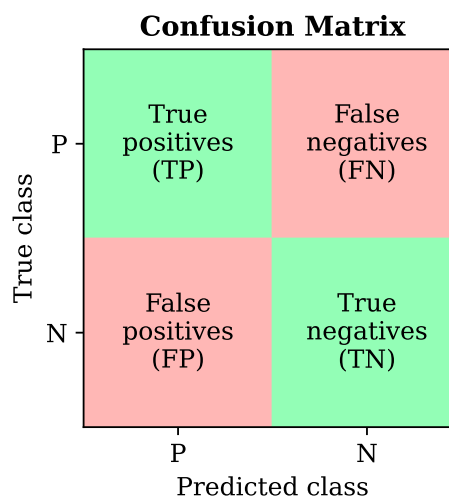 Confusion Matrix
True
positives
(TP)
False
negatives
(FN)
False
positives
(FP)
True
negatives
(TN)
True class
P
N
P
N
Predicted class